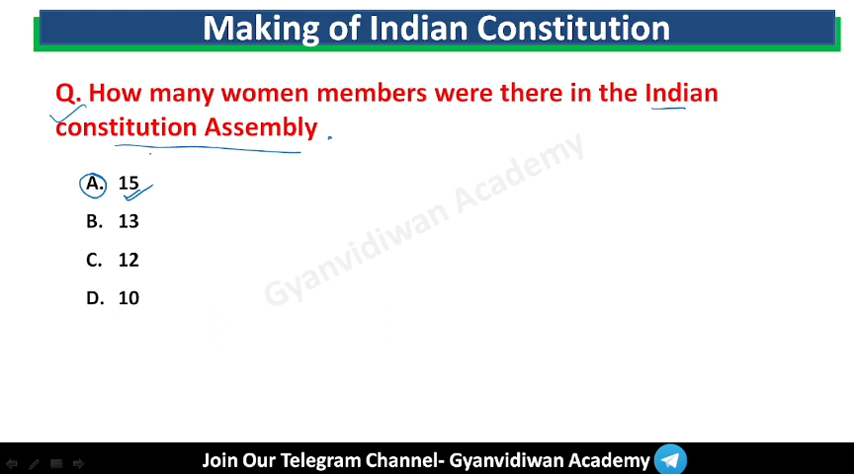 Making of Indian Constitution
Q. How many women members were there in the Indian
constitution Assembly
A. 15
B. 13
C. 12
D. 10
Gyanvidiwan Academy
Join Our Telegram Channel- Gyanvidiwan Academy